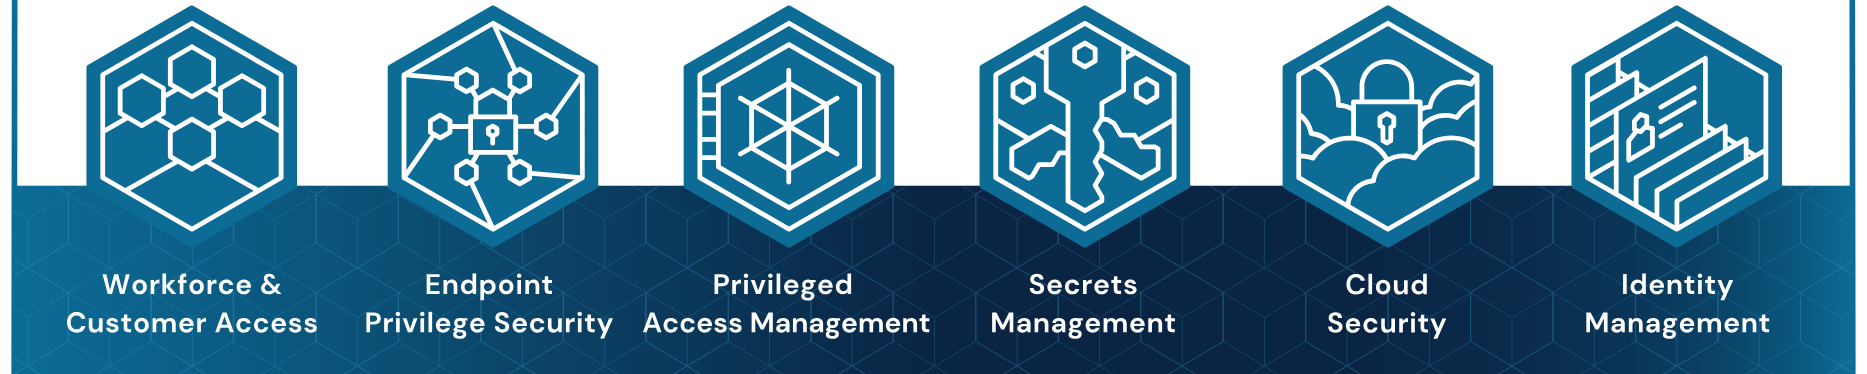 Workforce &
Customer Access
Endpoint
Privilege Security
Privileged
Access Management
Secrets
Management
Cloud
Security
Identity
Management